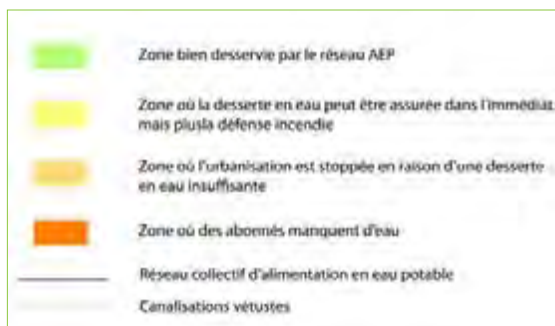 Zone bien desservie par le réseau AEP
Zone où la desserte en eau peut être assurée dans l'immédiat,
mais plusla défense incendie
Zone où l'urbanisation est stoppée en raison d'une desserte
en eau insuffisante
Zone où des abonnés manquent d'eau
Réseau collectif d'alimentation en eau potable
Canalisations vétustes